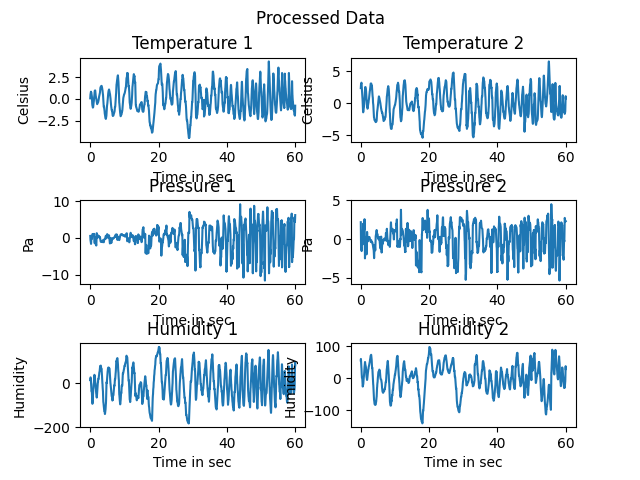 Processed Data
Temperature 1
Temperature 2
Celsius
2.5
0.0
−2.5
0
20
40
60
Time in sec
Celsius
5
0
−5
0
20
40
60
Time in sec
Pressure 1
Pressure 2
Pa
10
0
−10
0
20
40
60
Time in sec
Pa
5
0
−5
0
20
40
60
Time in sec
Humidity 1
Humidity 2
Humidity
0
−200
0
20
40
60
Time in sec
Humidity
100
0
−100
0
20
40
60
Time in sec